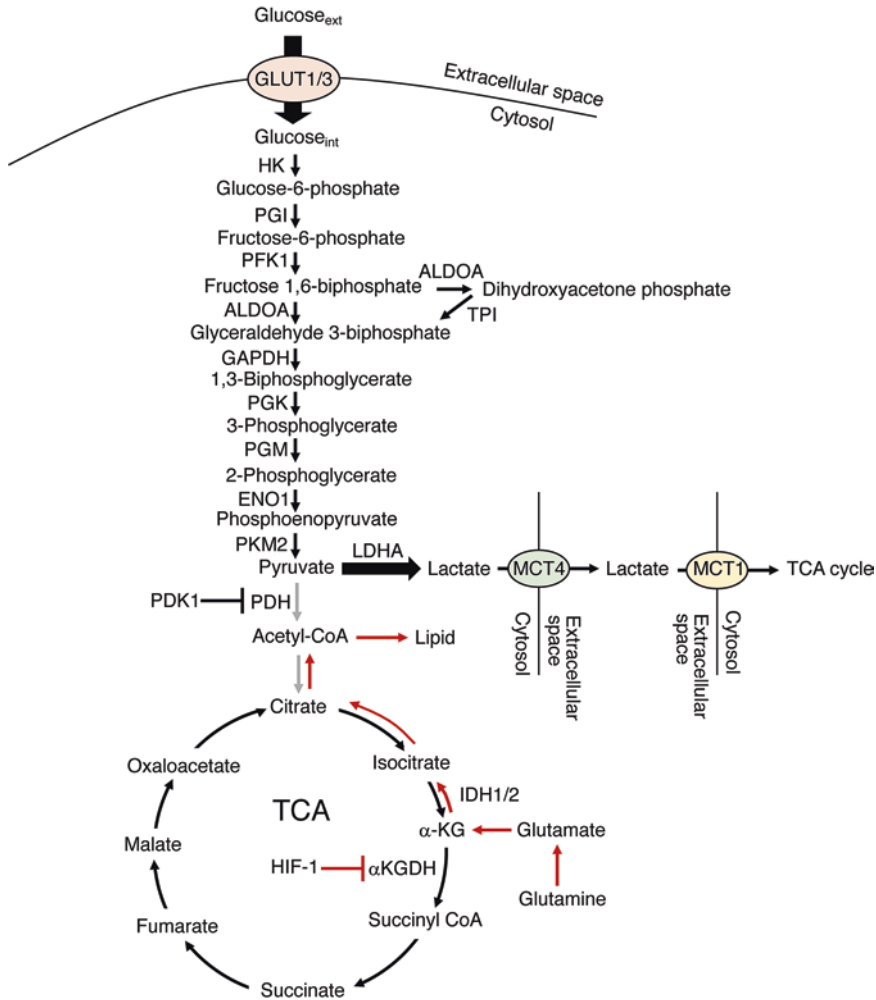 Glucoseext
GLUT1/3
Extracellular space
Cytosol
Glucoseint
HK
Glucose-6-phosphate
PGI
Fructose-6-phosphate
PFK1
ALDOA
Fructose 1,6-biphosphate
Dihydroxyacetone phosphate
ALDOA
TPI
Glyceraldehyde 3-biphosphate
GAPDH
1,3-Biphosphoglycerate
PGK
3-Phosphoglycerate
PGM
2-Phosphoglycerate
ENO1
Phosphoenopyruvate
PKM2
LDHA
Pyruvate
Lactate
MCT4
Lactate
MCT1
TCA cycle
PDK1
PDH
Cytosol
Extracellular
space
Extracellular
space
Cytosol
Acetyl-CoA
Lipid
Citrate
Oxaloacetate
Isocitrate
IDH1/2
TCA
α-KG
Glutamate
Malate
HIF-1
αKGDH
Glutamine
Fumarate
Succinyl CoA
Succinate